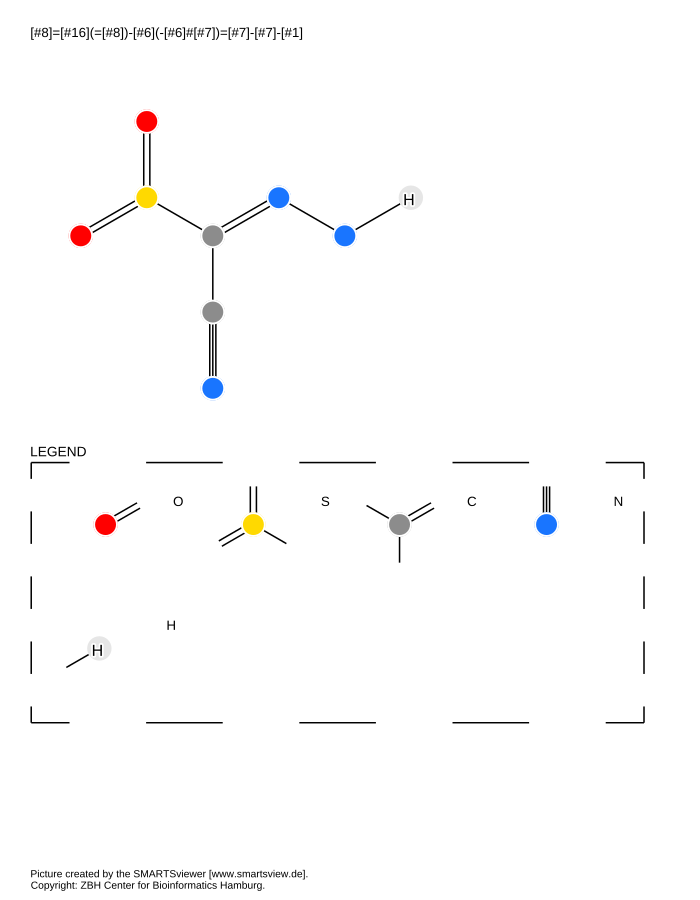 [#8]=[#16](=[#8])-[#6](-[#6]#[#7])=[#7]-[#7]-[#1]
H
LEGEND
O S C N
H
H
Picture created by the SMARTSviewer [www.smartsview.de].
Copyright: ZBH Center for Bioinformatics Hamburg.